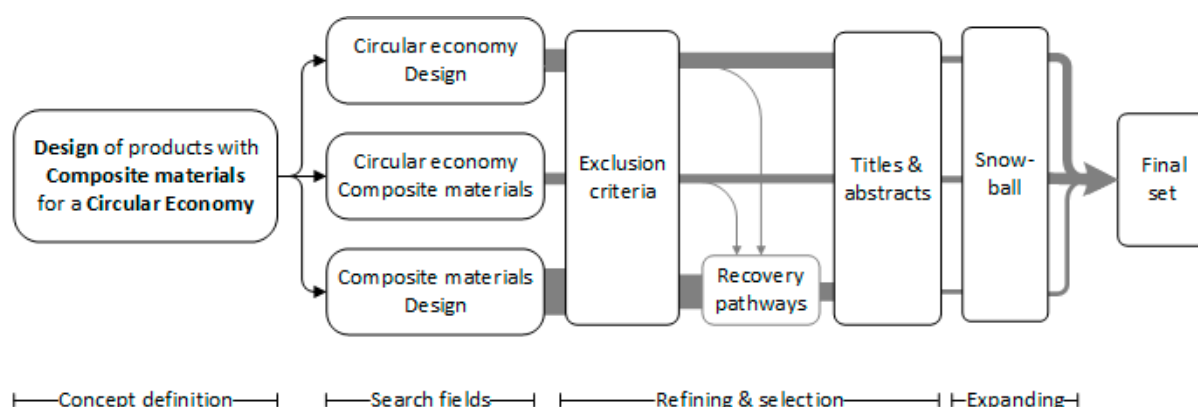 Design of products with
Composite materials
for a Circular Economy
Circular economy
Design
Circular economy
Composite materials
Composite materials
Design
Exclusion
criteria
Recovery
pathways
Titles &
abstracts
Snow-
ball
Final
set
Concept definition
Search fields
Refining & selection
Expanding